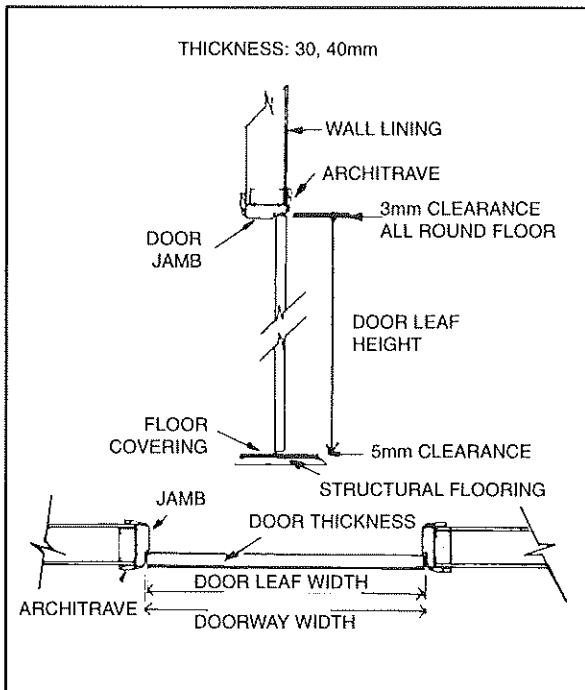 THICKNESS: 30, 40mm
WALL LINING
ARCHITRAVE
3mm CLEARANCE
ALL ROUND FLOOR
DOOR
JAMB
DOOR LEAF
HEIGHT
FLOOR
COVERING
5mm CLEARANCE
STRUCTURAL FLOORING
JAMB
DOOR THICKNESS
DOOR LEAF WIDTH
ARCHITRAVE
DOORWAY WIDTH